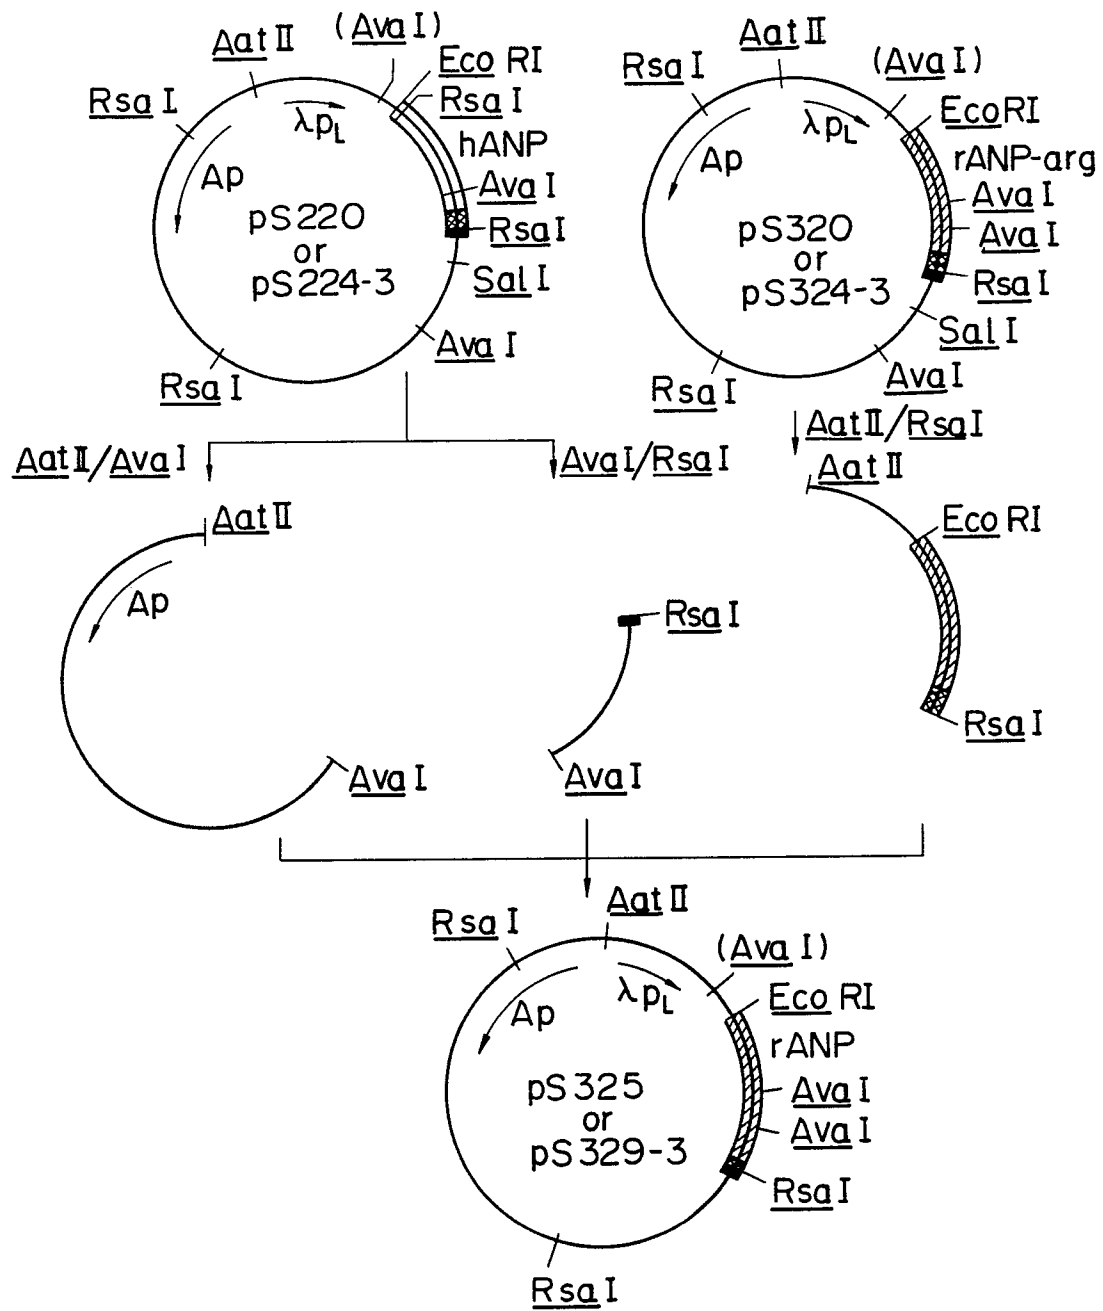 Aat II
(Ava I)
Eco RI
Rsa I
Rsa I
λpL
hANP
Ap
Ava I
pS220
or
pS224-3
Rsa I
Sal I
Ava I
Rsa I
Aat II
Rsa I
(Ava I)
EcoRI
λpL
Ap
rANP-arg
Ava I
Ava I
pS320
or
pS324-3
Rsa I
Sal I
Ava I
Rsa I
Aat II/Ava I
Ava I/Rsa I
Aat II/Rsa I
Aat II
Ap
Ava I
Rsa I
Ava I
Aat II
Eco RI
Rsa I
Aat II
Rsa I
(Ava I)
Eco RI
λpL
Ap
rANP
Ava I
Ava I
pS325
or
pS329-3
Rsa I
Rsa I